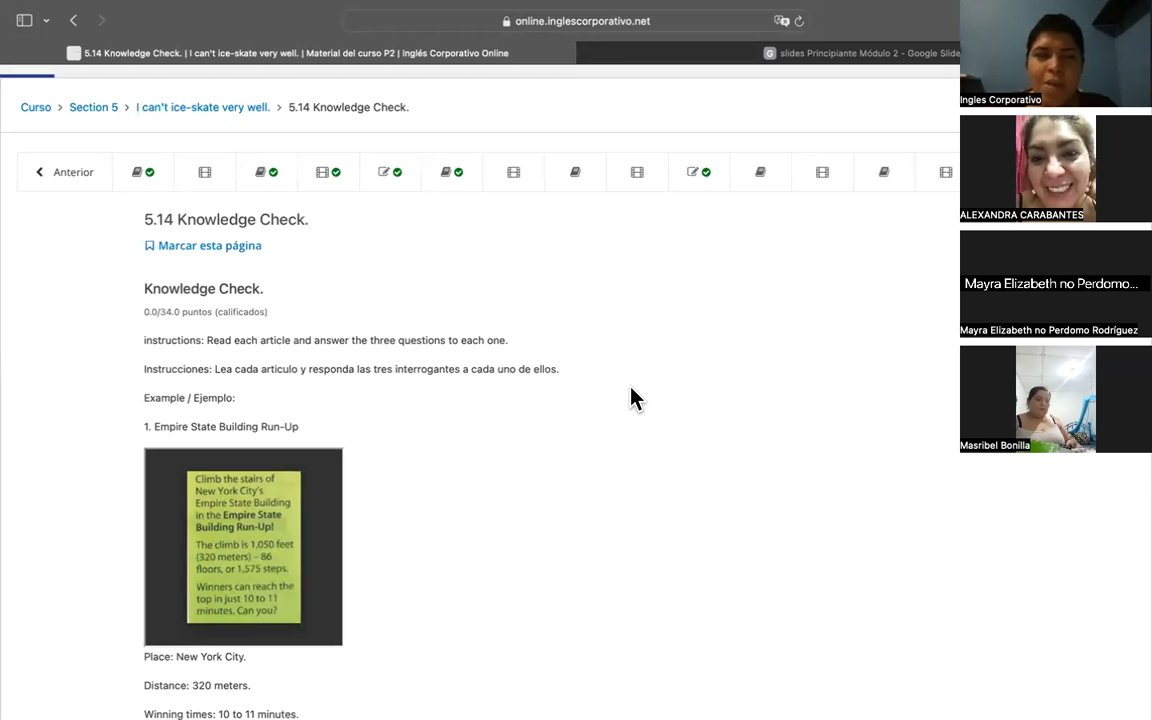 online.inglescorporativo.net
5.14 Knowledge Check. | I can't ice-skate very well. | Material del curso P2 | Inglés Corporativo Online
slides Principiante Módulo 2 - Google Slide
Curso > Section 5 > I can't ice-skate very well. > 5.14 Knowledge Check.
Anterior
5.14 Knowledge Check.
Marcar esta página
Knowledge Check.
0.0/34.0 puntos (calificados)
instructions: Read each article and answer the three questions to each one.
Instrucciones: Lea cada articulo y responda las tres interrogantes a cada uno de ellos.
Example / Ejemplo:
1. Empire State Building Run-Up
Climb the stairs of
New York City's
Empire State Building
in the Empire State
Building Run-Up!
The climb is 1,050 feet
(320 meters) – 86
floors, or 1,575 steps.
Winners can reach the
top in just 10 to 11
minutes. Can you?
Place: New York City.
Distance: 320 meters.
Winning times: 10 to 11 minutes.
Ingles Corporativo
ALEXANDRA CARABANTES
Mayra Elizabeth no Perdomo...
Mayra Elizabeth no Perdomo Rodríguez
Masribel Bonilla